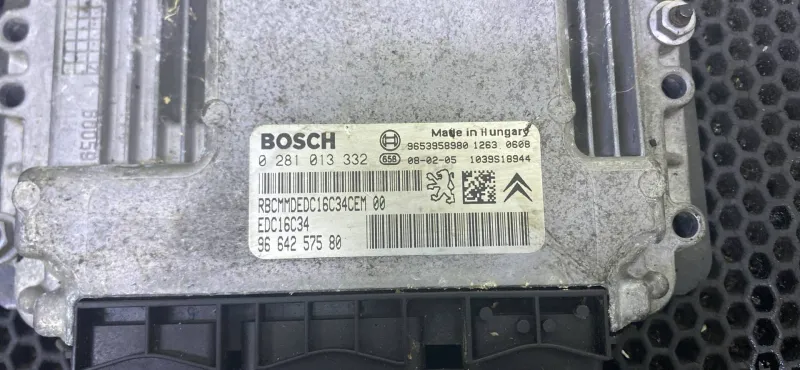 BOSCH
Made in Hungary
9653958980 1263 0608
0 281 013 332
658 08-02-05 1039S18944
RBCMMDEDC16C34CEM 00
EDC16C34
96 642 575 80